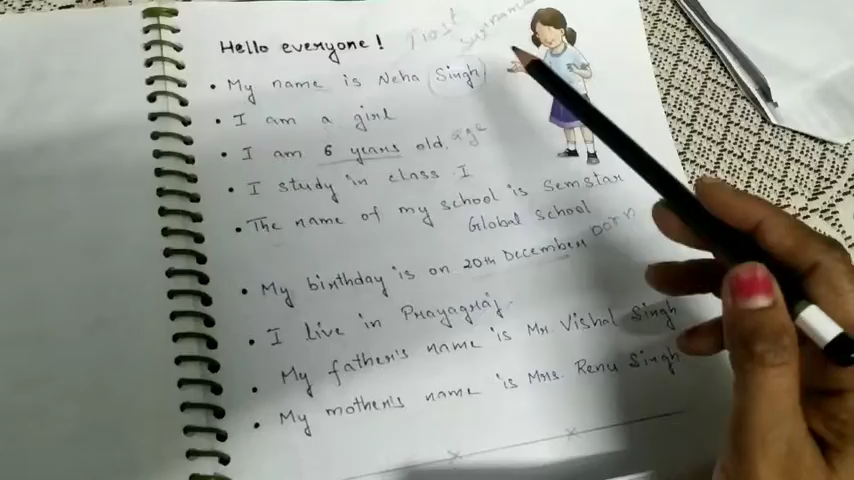 Hello everyone!
First
Surname
• My name is Neha Singh
• I am a girl
• I am 6 years old. age
• I study in class I
• The name of my school is Semstar
Global school
• My birthday is on 20th December
• I live in Prayagraj
• My father's name is Mr. Vishal Singh
• My mother's name is Mrs. Renu Singh